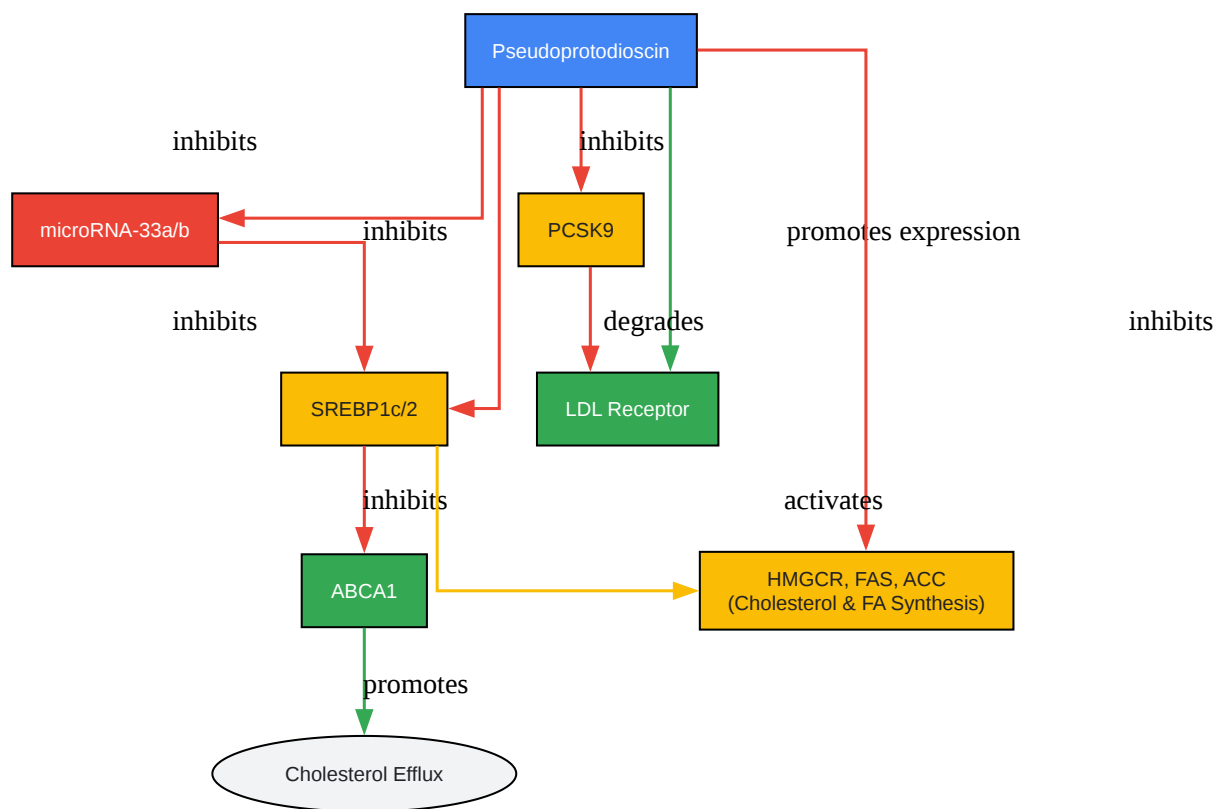 Pseudoprotodioscin
inhibits
inhibits
microRNA-33a/b
inhibits
PCSK9
promotes expression
inhibits
degrades
inhibits
SREBP1c/2
LDL Receptor
inhibits
activates
ABCA1
HMGCR, FAS, ACC
(Cholesterol & FA Synthesis)
promotes
Cholesterol Efflux